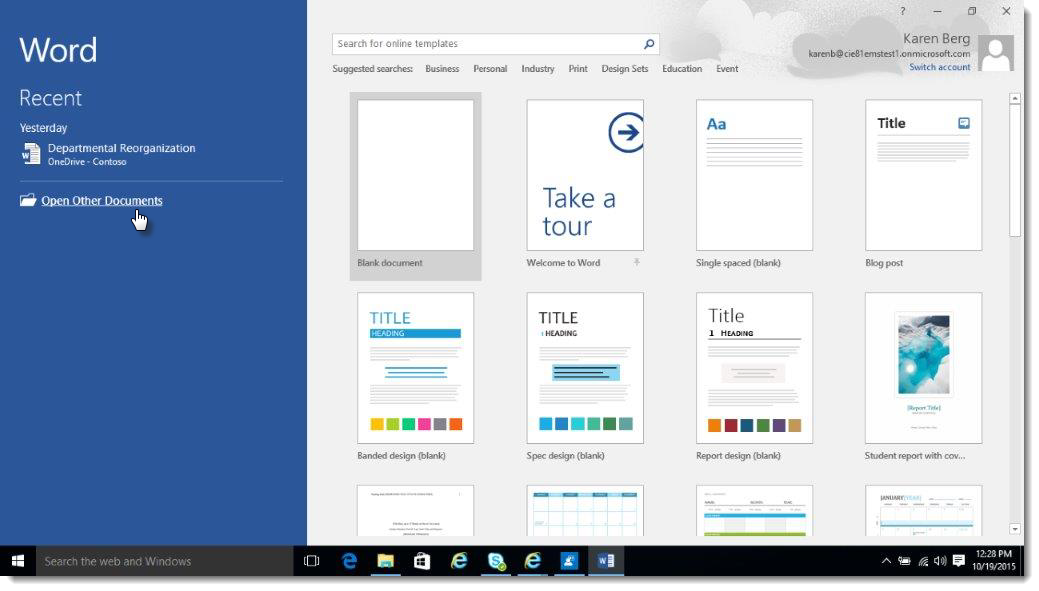 Word
Recent
Yesterday
Departmental Reorganization
OneDrive - Contoso
Open Other Documents
?
Search for online templates
Karen Berg
karenb@cie81emstest1.onmicrosoft.com
Switch account
Suggested searches: Business Personal Industry Print Design Sets Education Event
Take a
tour
Aa
Title
Blank document
Welcome to Word
Single spaced (blank)
Blog post
TITLE
HEADING
TITLE
1 HEADING
Title
1 HEADING
[Report Title]
Banded design (blank)
Spec design (blank)
Report design (blank)
Student report with cov...
JANUARY[YEAR]
Search the web and Windows
12:28 PM
10/19/2015